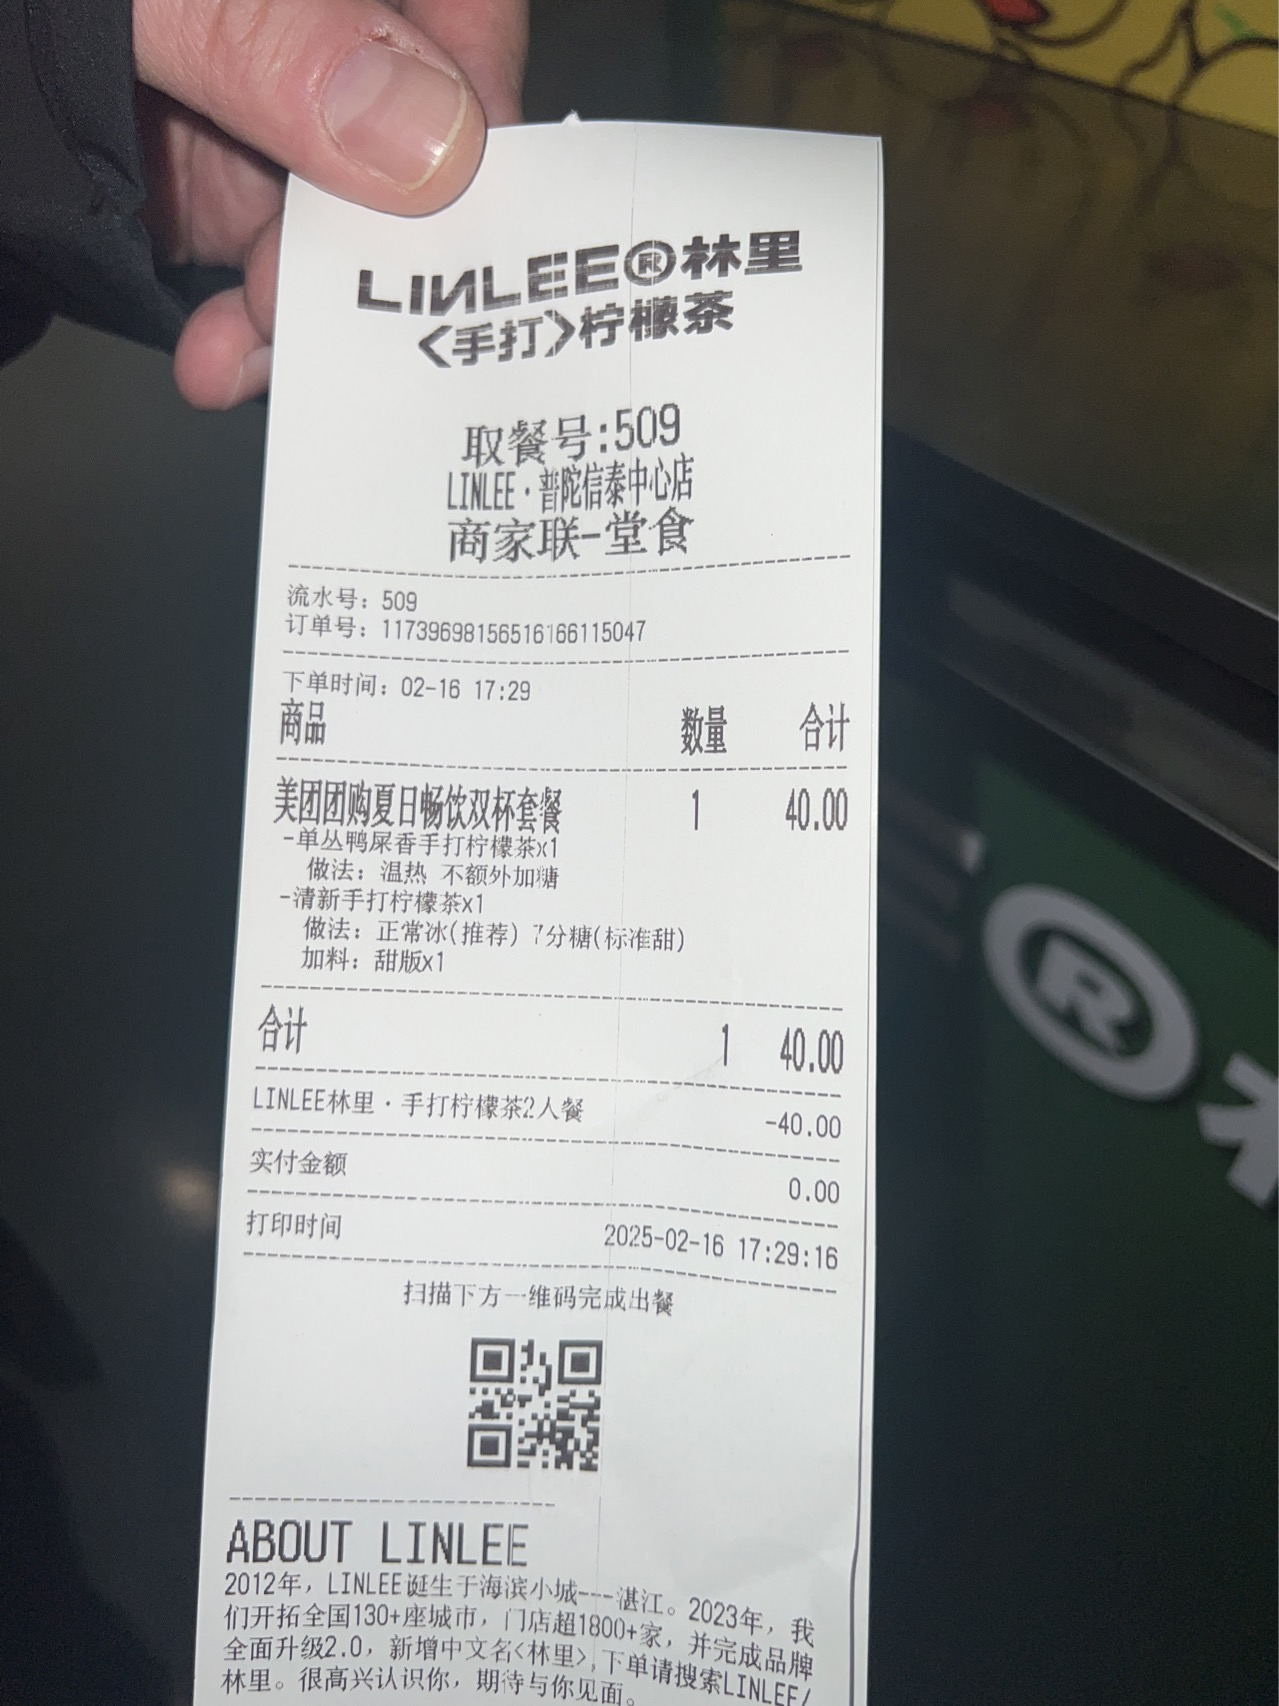 LINLEE®林里
<手打>柠檬茶
取餐号:509
LINLEE·普陀信泰中心店
商家联-堂食
流水号: 509
订单号: 117396981565161661​15047
下单时间: 02-16 17:29
商品 数量 合计
美团团购夏日畅饮双杯套餐 1 40.00
-单丛鸭屎香手打柠檬茶x1
做法: 温热 不额外加糖
-清新手打柠檬茶x1
做法: 正常冰(推荐) 7分糖(标准甜)
加料: 甜版x1
合计 1 40.00
LINLEE林里·手打柠檬茶2人餐 -40.00
实付金额 0.00
打印时间 2025-02-16 17:29:16
扫描下方一维码完成出餐
ABOUT LINLEE
2012年, LINLEE诞生于海滨小城---湛江。2023年, 我
们开拓全国130+座城市, 门店超1800+家, 并完成品牌
全面升级2.0, 新增中文名<林里>,下单请搜索LINLEE/
林里。很高兴认识你, 期待与你见面。
®